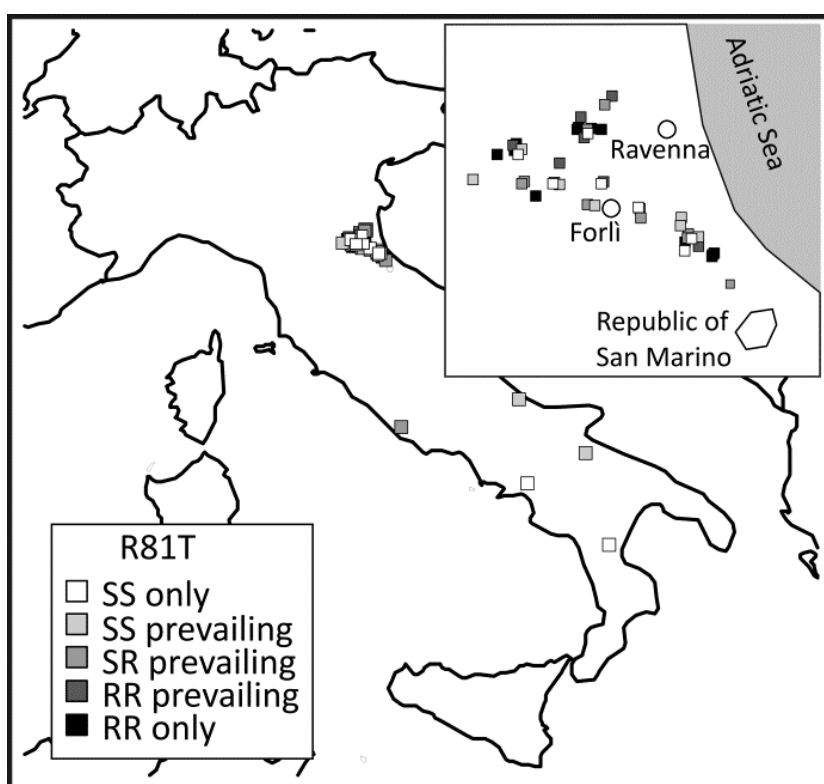 Adriatic Sea
Ravenna
Forlì
Republic of
San Marino
R81T
SS only
SS prevailing
SR prevailing
RR prevailing
RR only